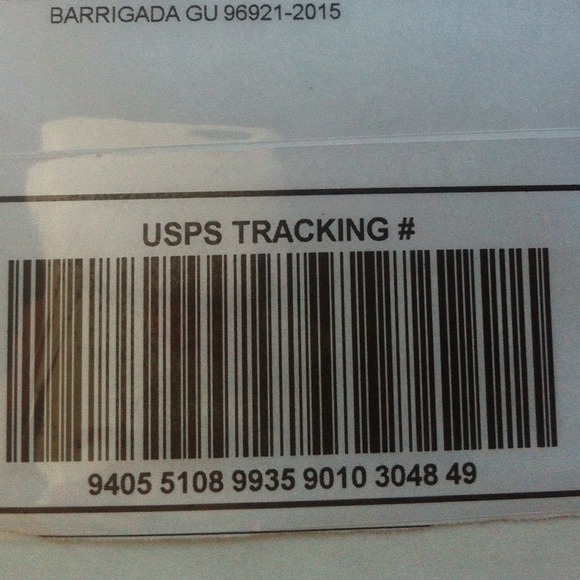 BARRIGADA GU 96921-2015
USPS TRACKING #
9405 5108 9935 9010 3048 49